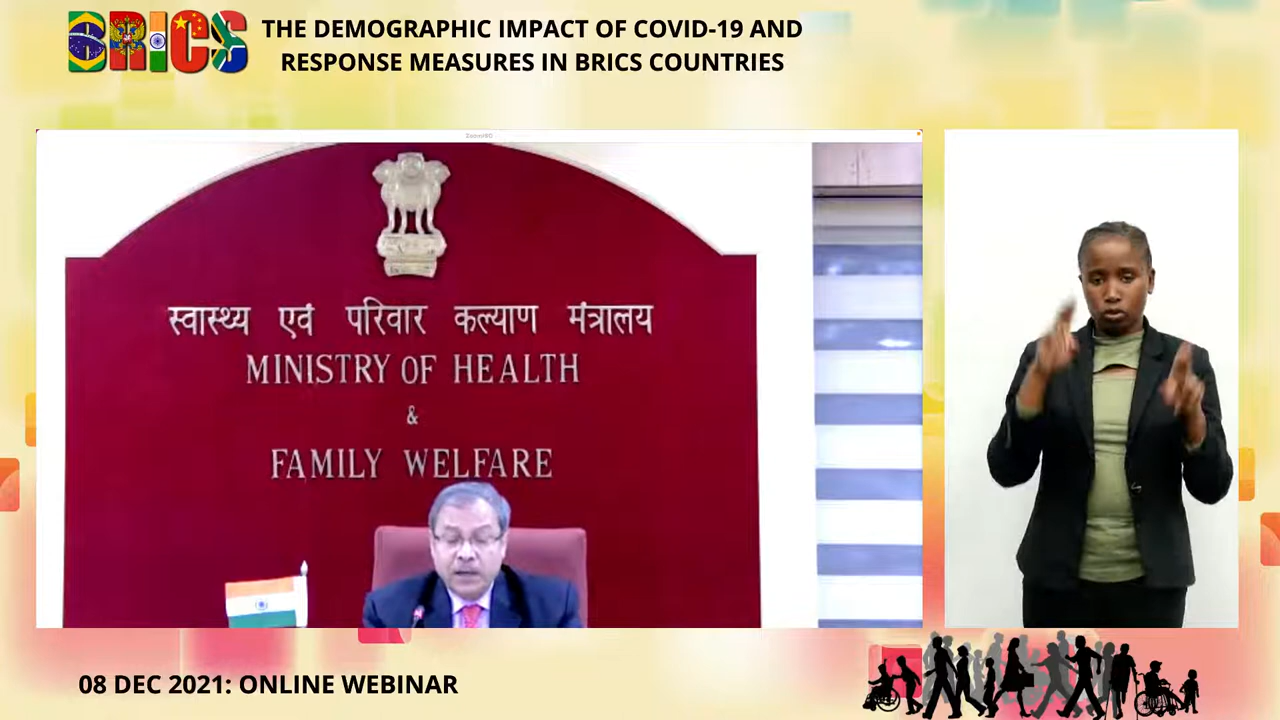 BRICS
THE DEMOGRAPHIC IMPACT OF COVID-19 AND
RESPONSE MEASURES IN BRICS COUNTRIES
स्वास्थ्य एवं परिवार कल्याण मंत्रालय
MINISTRY OF HEALTH
&
FAMILY WELFARE
08 DEC 2021: ONLINE WEBINAR